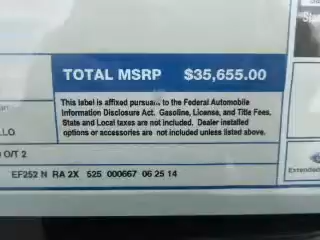 TOTAL MSRP $35,655.00
This label is affixed pursuant to the Federal Automobile
Information Disclosure Act. Gasoline, License, and Title Fees,
State and Local taxes are not included. Dealer installed
options or accessories are not included unless listed above.
LLO
O/T 2
EF252 N RA 2X 525 000667 06 25 14
Extended